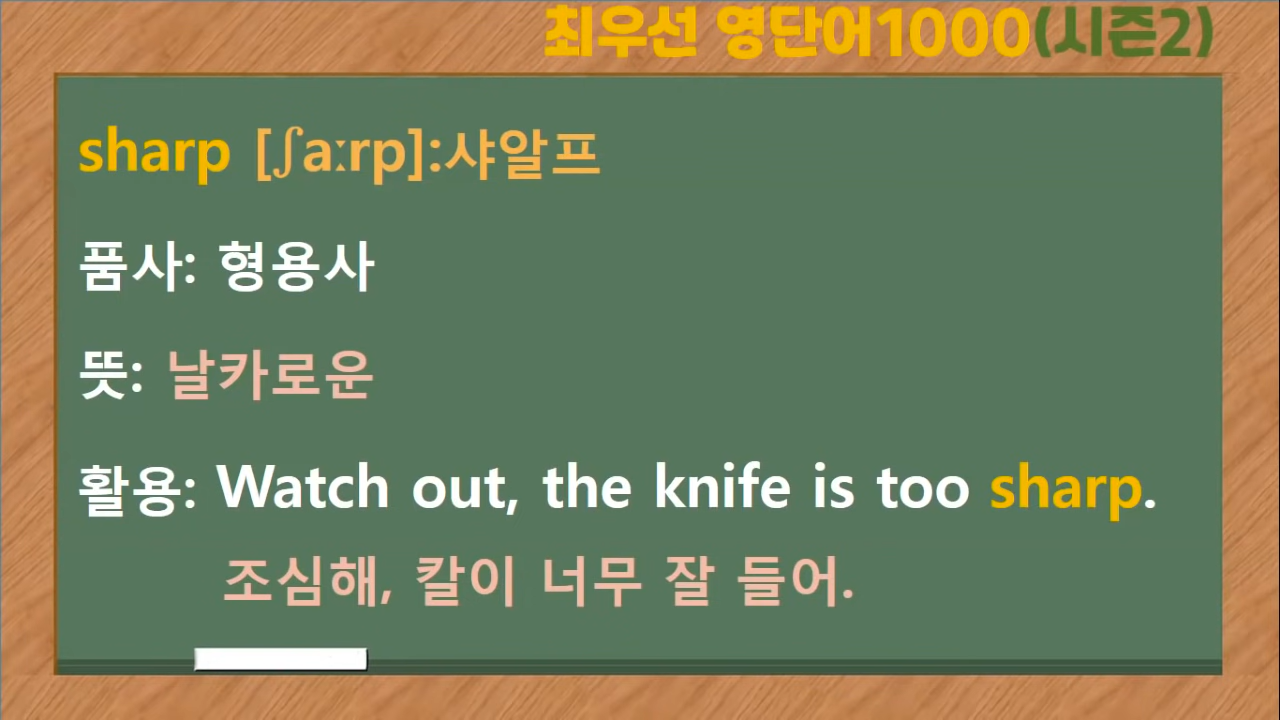 최우선 영단어1000(시즌2)
sharp [ʃaːrp]:샤알프
품사: 형용사
뜻: 날카로운
활용: Watch out, the knife is too sharp.
조심해, 칼이 너무 잘 들어.